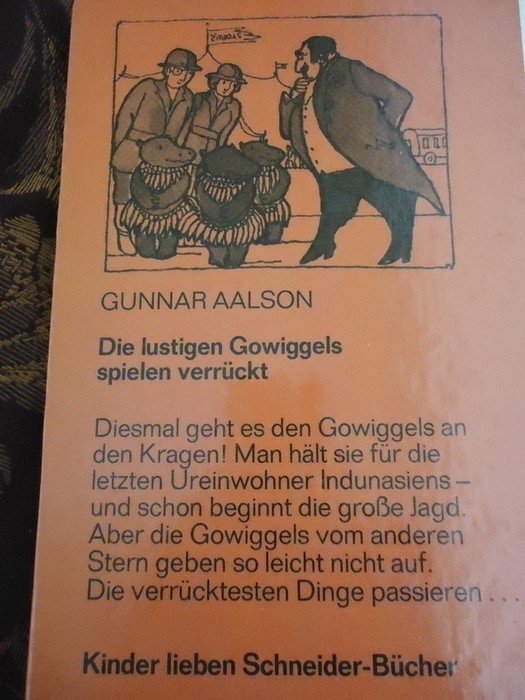 ZIRKUS
GUNNAR AALSON
Die lustigen Gowiggels
spielen verrückt
Diesmal geht es den Gowiggels an
den Kragen! Man hält sie für die
letzten Ureinwohner Indunasiens –
und schon beginnt die große Jagd.
Aber die Gowiggels vom anderen
Stern geben so leicht nicht auf.
Die verrücktesten Dinge passieren . . .
Kinder lieben Schneider-Bücher